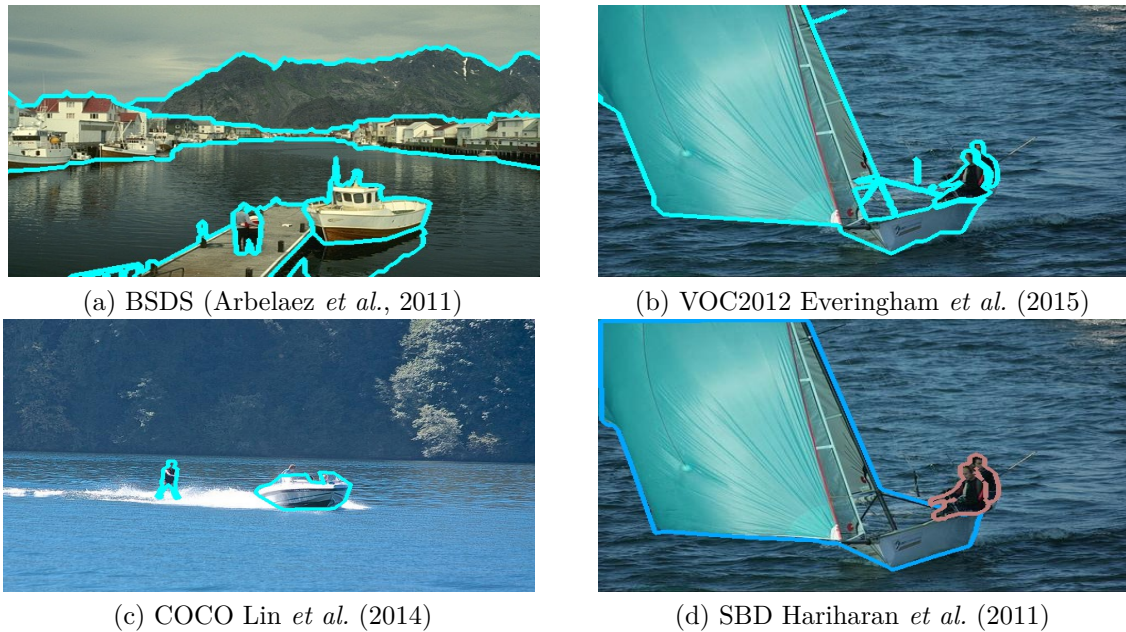 (a) BSDS (Arbelaez et al., 2011)
(b) VOC2012 Everingham et al. (2015)
(c) COCO Lin et al. (2014)
(d) SBD Hariharan et al. (2011)